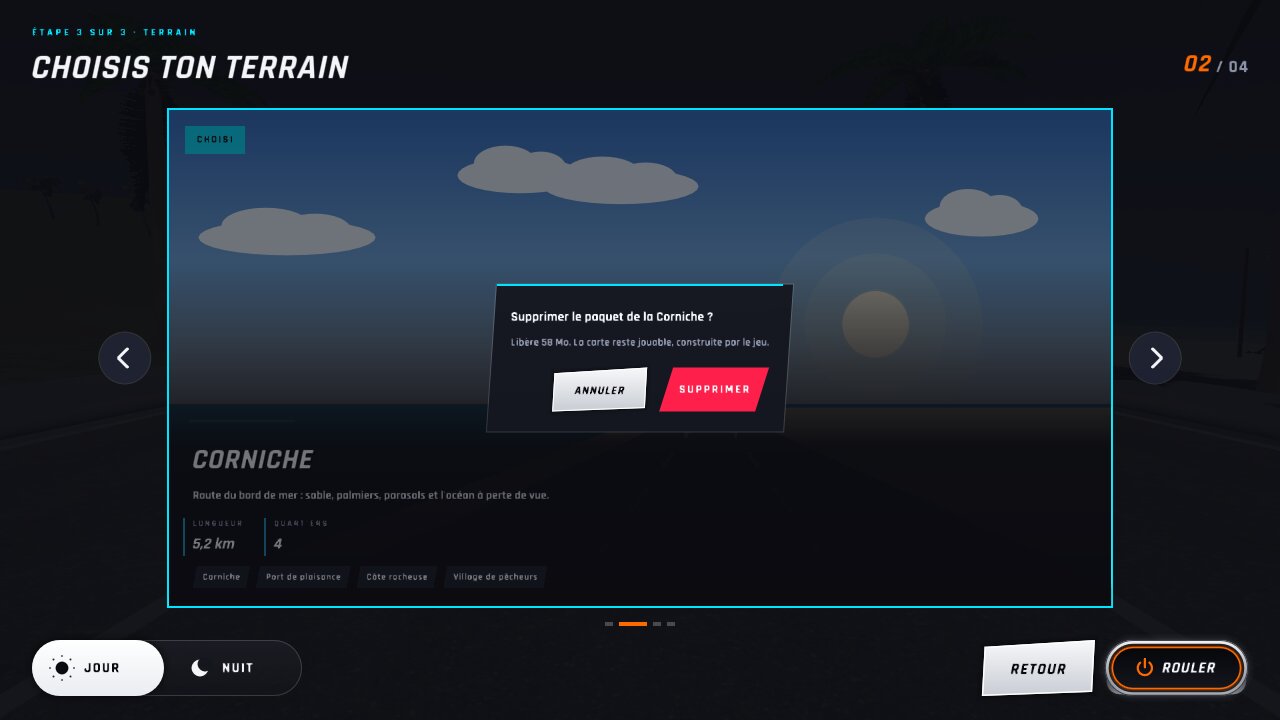 ÉTAPE 3 SUR 3 · TERRAIN
CHOISIS TON TERRAIN
02 / 04
CHOISI
Supprimer le paquet de la Corniche ?
Libère 58 Mo. La carte reste jouable, construite par le jeu.
ANNULER
SUPPRIMER
CORNICHE
Route du bord de mer : sable, palmiers, parasols et l'océan à perte de vue.
LONGUEUR
QUARTIERS
5,2 km
4
Corniche
Port de plaisance
Côte rocheuse
Village de pêcheurs
JOUR
NUIT
RETOUR
ROULER